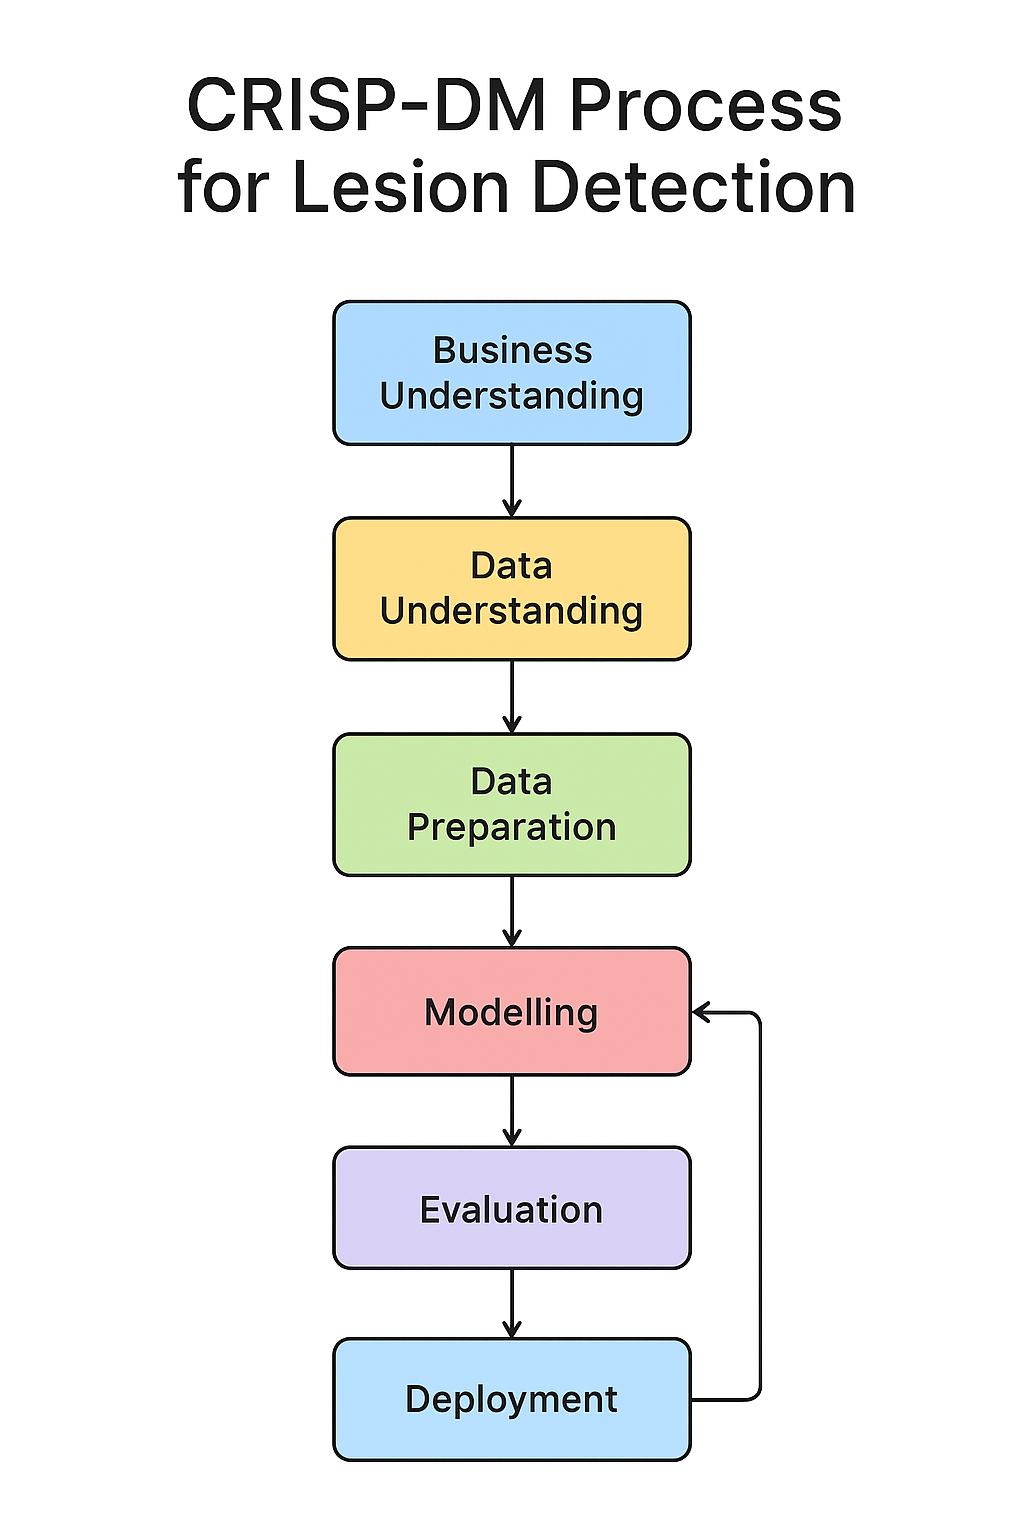 CRISP-DM Process
for Lesion Detection
Business
Understanding
Data
Understanding
Data
Preparation
Modelling
Evaluation
Deployment